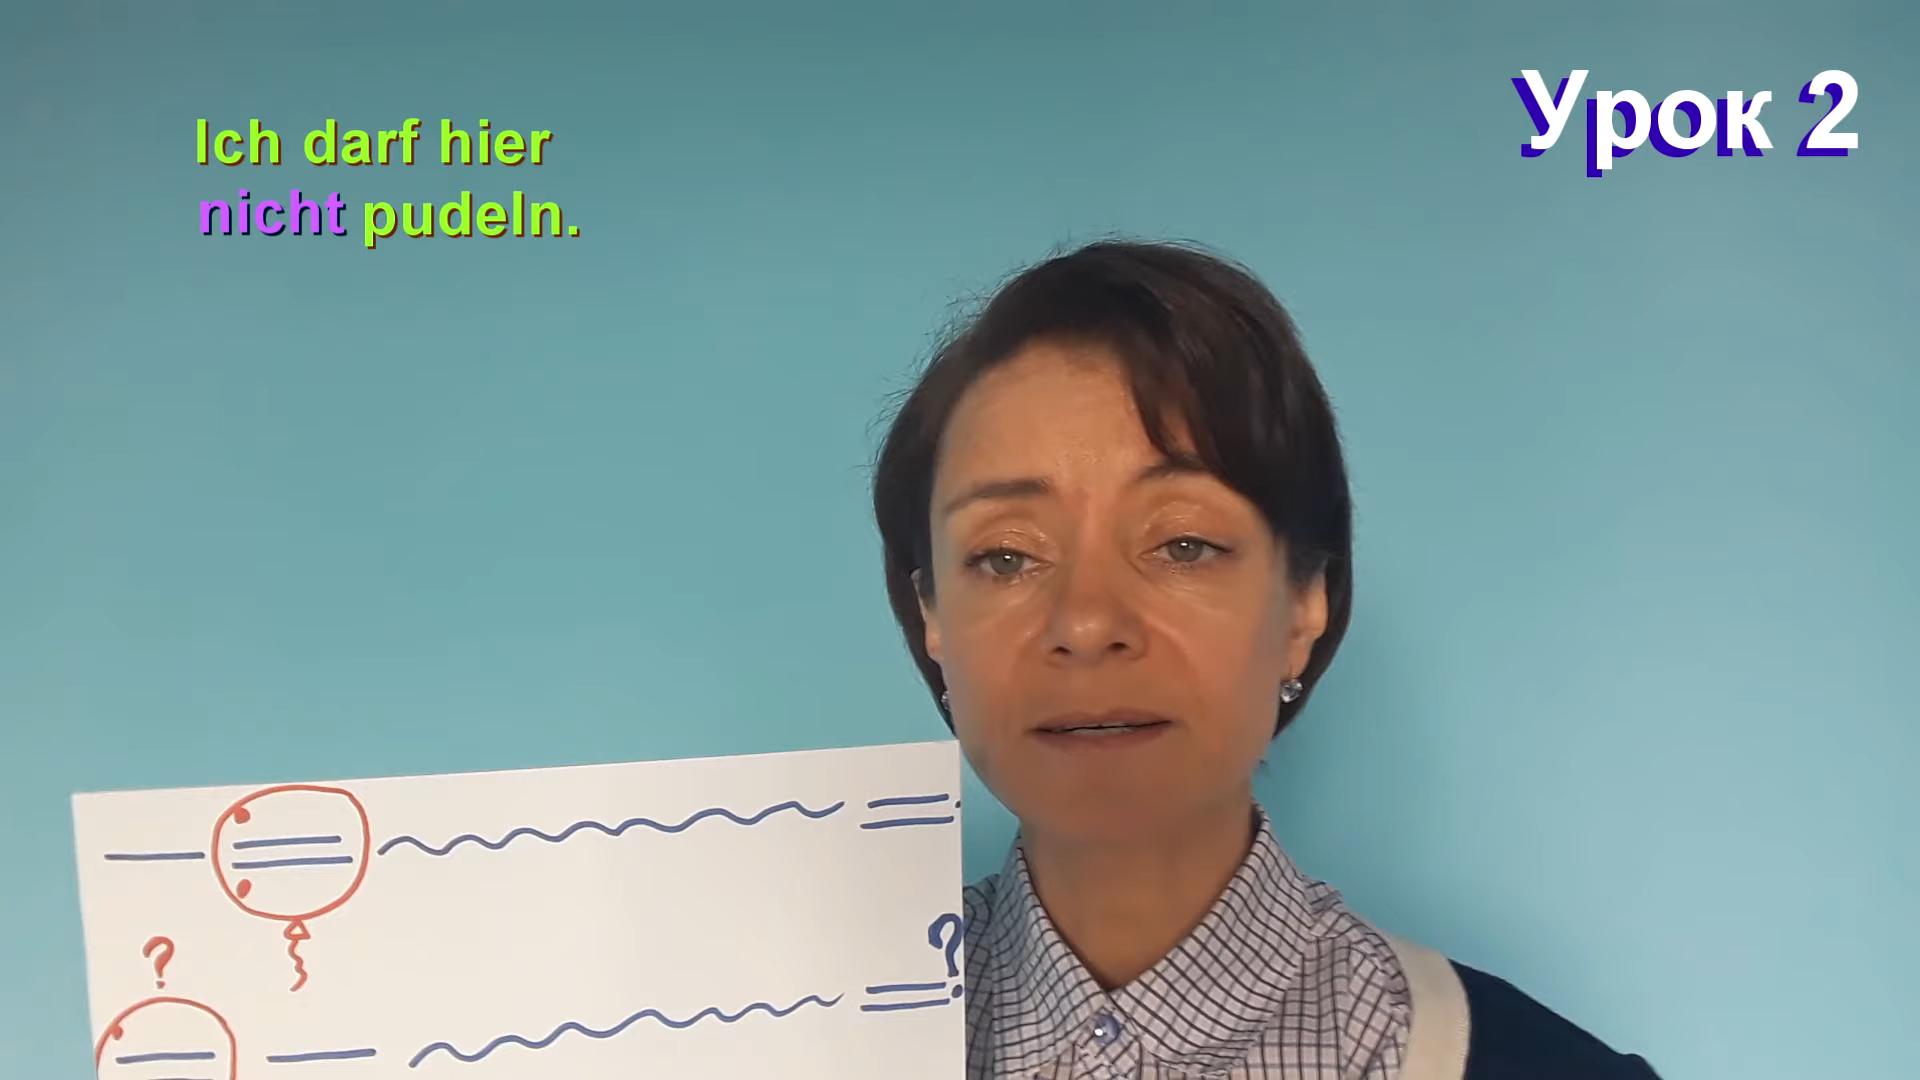 Ich darf hier
nicht pudeln.
Урок 2
?
?